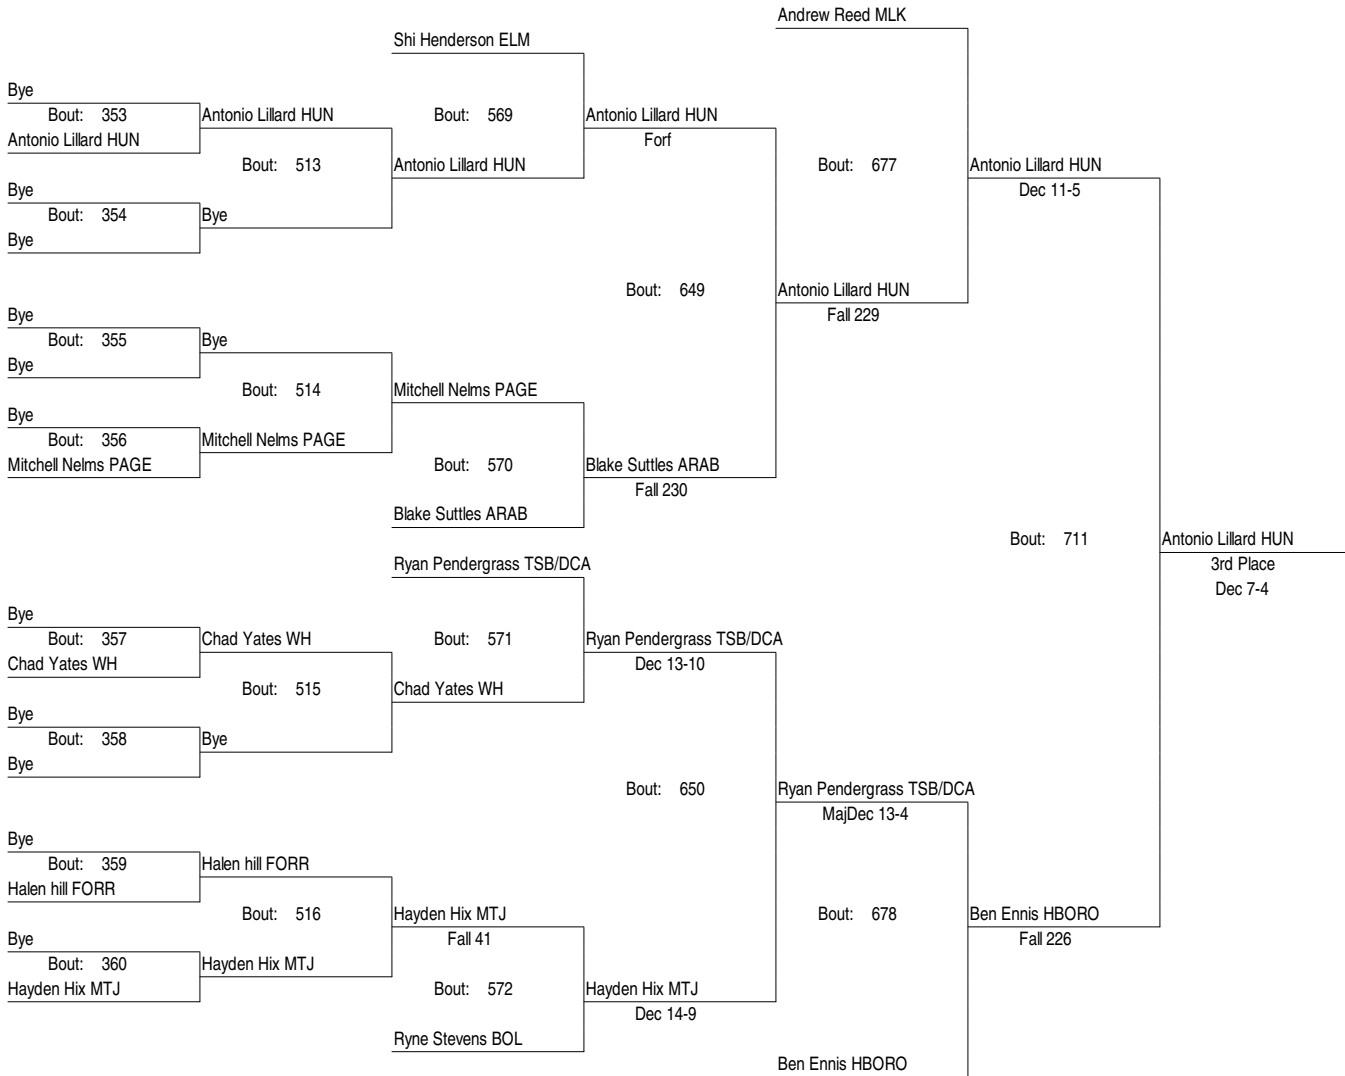 Andrew Reed MLK
Shi Henderson ELM
Bye
Bout: 353
Antonio Lillard HUN
Bout: 569
Antonio Lillard HUN
Antonio Lillard HUN
Forf
Bout: 513
Antonio Lillard HUN
Bout: 677
Antonio Lillard HUN
Dec 11-5
Bye
Bout: 354
Bye
Bye
Bout: 649
Antonio Lillard HUN
Fall 229
Bye
Bout: 355
Bye
Bye
Bout: 514
Mitchell Nelms PAGE
Bye
Bout: 356
Mitchell Nelms PAGE
Mitchell Nelms PAGE
Bout: 570
Blake Suttles ARAB
Fall 230
Blake Suttles ARAB
Bout: 711
Antonio Lillard HUN
3rd Place
Dec 7-4
Ryan Pendergrass TSB/DCA
Bye
Bout: 357
Chad Yates WH
Bout: 571
Ryan Pendergrass TSB/DCA
Dec 13-10
Chad Yates WH
Bout: 515
Chad Yates WH
Bye
Bout: 358
Bye
Bye
Bout: 650
Ryan Pendergrass TSB/DCA
MajDec 13-4
Bye
Bout: 359
Halen hill FORR
Halen hill FORR
Bout: 516
Hayden Hix MTJ
Fall 41
Bout: 678
Ben Ennis HBORO
Fall 226
Bye
Bout: 360
Hayden Hix MTJ
Hayden Hix MTJ
Bout: 572
Hayden Hix MTJ
Dec 14-9
Ryne Stevens BOL
Ben Ennis HBORO